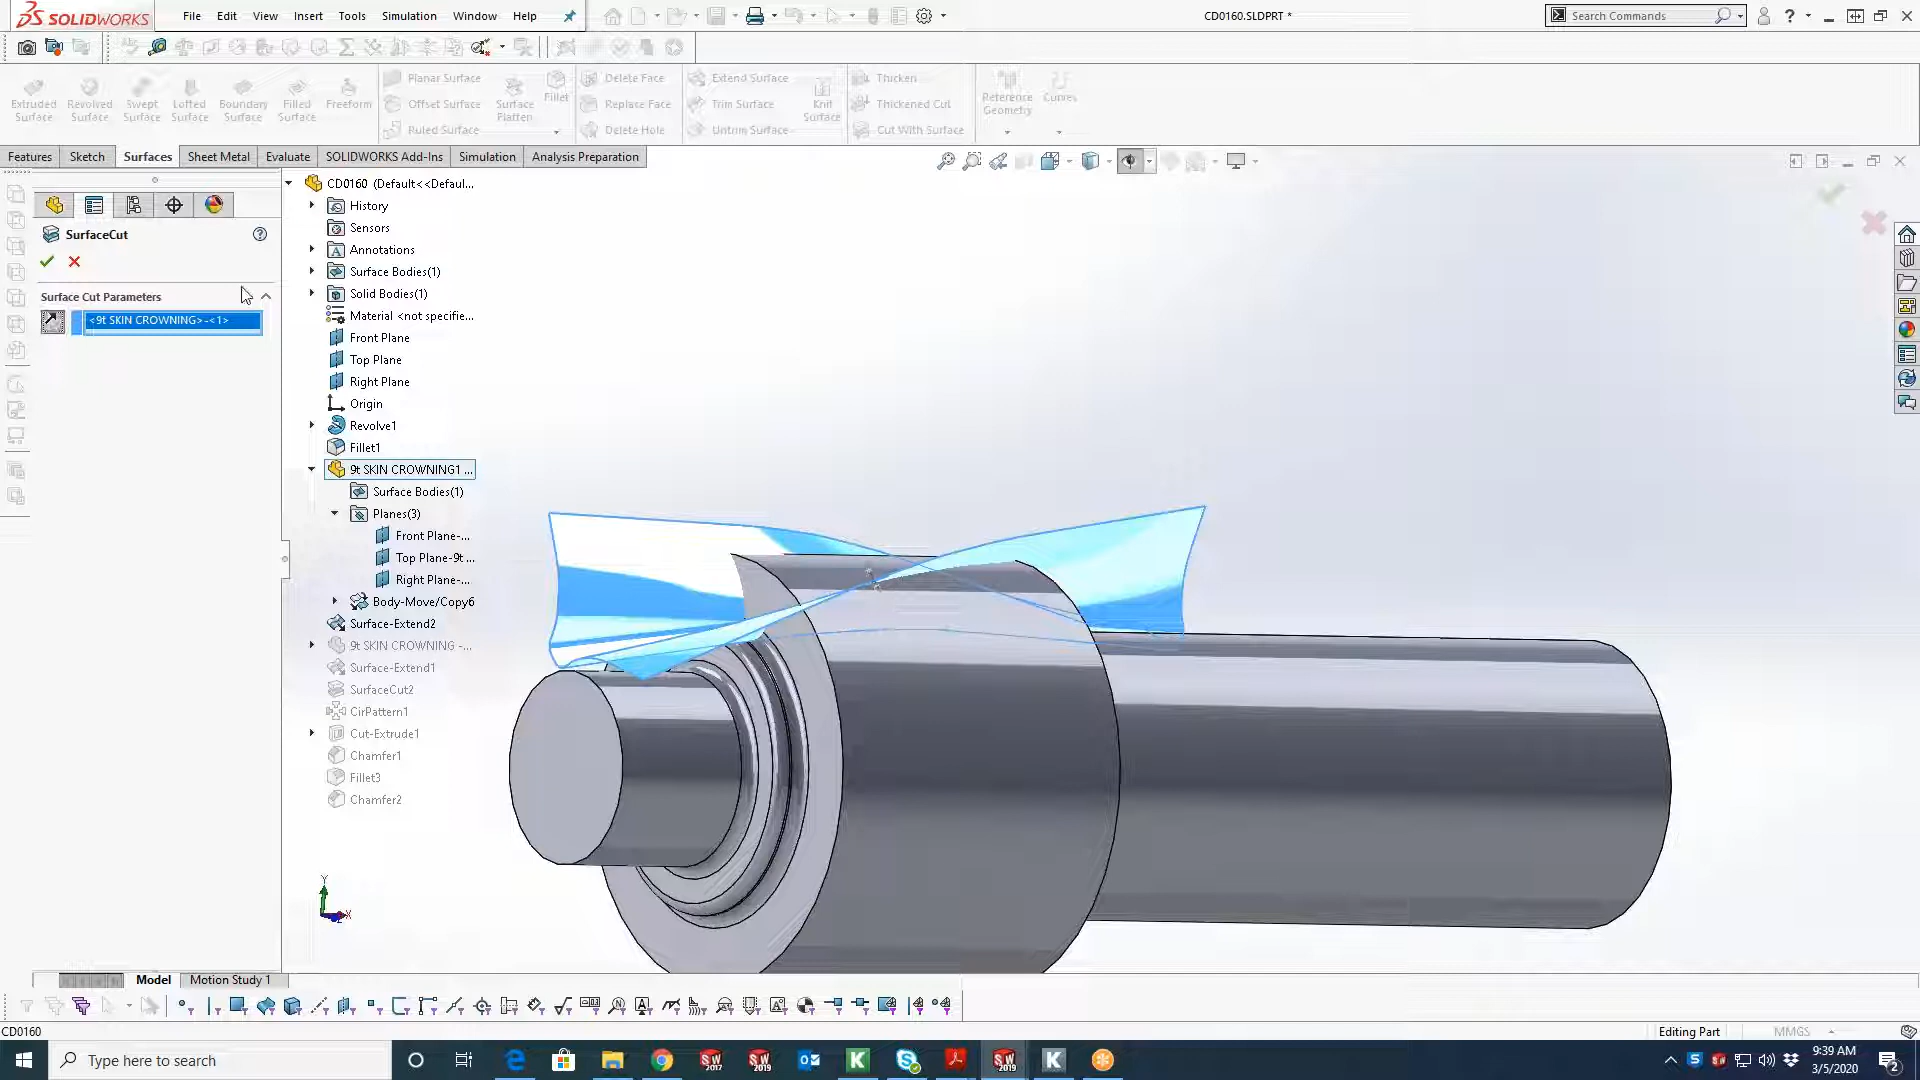 SOLIDWORKS
File Edit View Insert Tools Simulation Window Help
CD0160.SLDPRT *
Search Commands
Extruded Surface
Revolved Surface
Swept Surface
Lofted Surface
Boundary Surface
Filled Surface
Freeform
Planar Surface
Offset Surface
Ruled Surface
Surface Flatten
Fillet
Delete Face
Replace Face
Delete Hole
Extend Surface
Trim Surface
Untrim Surface
Knit Surface
Thicken
Thickened Cut
Cut With Surface
Reference Geometry
Curves
Features Sketch Surfaces Sheet Metal Evaluate SOLIDWORKS Add-Ins Simulation Analysis Preparation
SurfaceCut
Surface Cut Parameters
<9t SKIN CROWNING>-<1>
CD0160 (Default<<Defaul...
History
Sensors
Annotations
Surface Bodies(1)
Solid Bodies(1)
Material <not specifie...
Front Plane
Top Plane
Right Plane
Origin
Revolve1
Fillet1
9t SKIN CROWNING1 ...
Surface Bodies(1)
Planes(3)
Front Plane-...
Top Plane-9t ...
Right Plane-...
Body-Move/Copy6
Surface-Extend2
9t SKIN CROWNING -...
Surface-Extend1
SurfaceCut2
CirPattern1
Cut-Extrude1
Chamfer1
Fillet3
Chamfer2
Y
X
Model Motion Study 1
CD0160
Editing Part
MMGS
Type here to search
2017
2019
2019
9:39 AM
3/5/2020
2